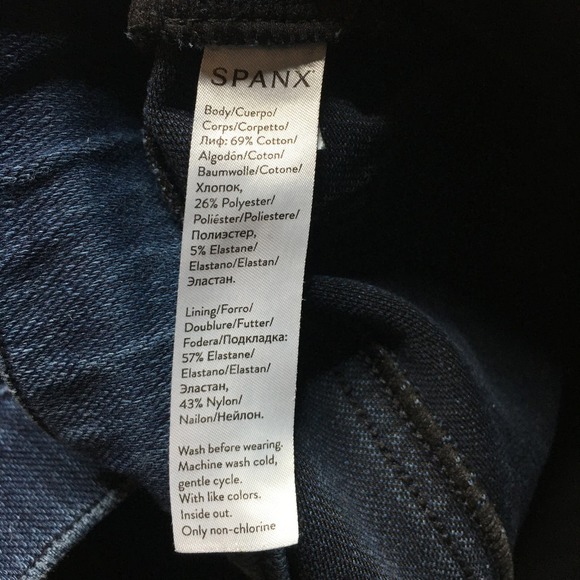 SPANX®
Body/Cuerpo/
Corps/Corpetto/
Лиф: 69% Cotton/
Algodón/Coton/
Baumwolle/Cotone/
Хлопок,
26% Polyester/
Poliéster/Poliestere/
Полиэстер,
5% Elastane/
Elastano/Elastan/
Эластан.
Lining/Forro/
Doublure/Futter/
Fodera/Подкладка:
57% Elastane/
Elastano/Elastan/
Эластан,
43% Nylon/
Nailon/Нейлон.
Wash before wearing.
Machine wash cold,
gentle cycle.
With like colors.
Inside out.
Only non-chlorine